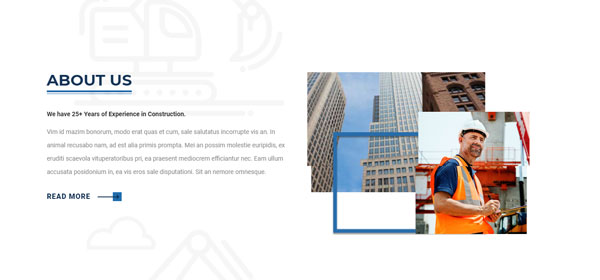 ABOUT US
We have 25+ Years of Experience in Construction.
Vim id mazim bonorum, modo erat quas et cum, sale salutatus incorrupte vis an. In
animal recusabo nam, ad alia primis mea. Mei an possim molestie euripidis, ex
eruditi scaevola vituperatoribus pri, ea praesent mediocrem efficiantur nec. Eam ullum
accusata posidonium in, ea vis eros sale disputationi. Sit an nemore omnesque.
READ MORE